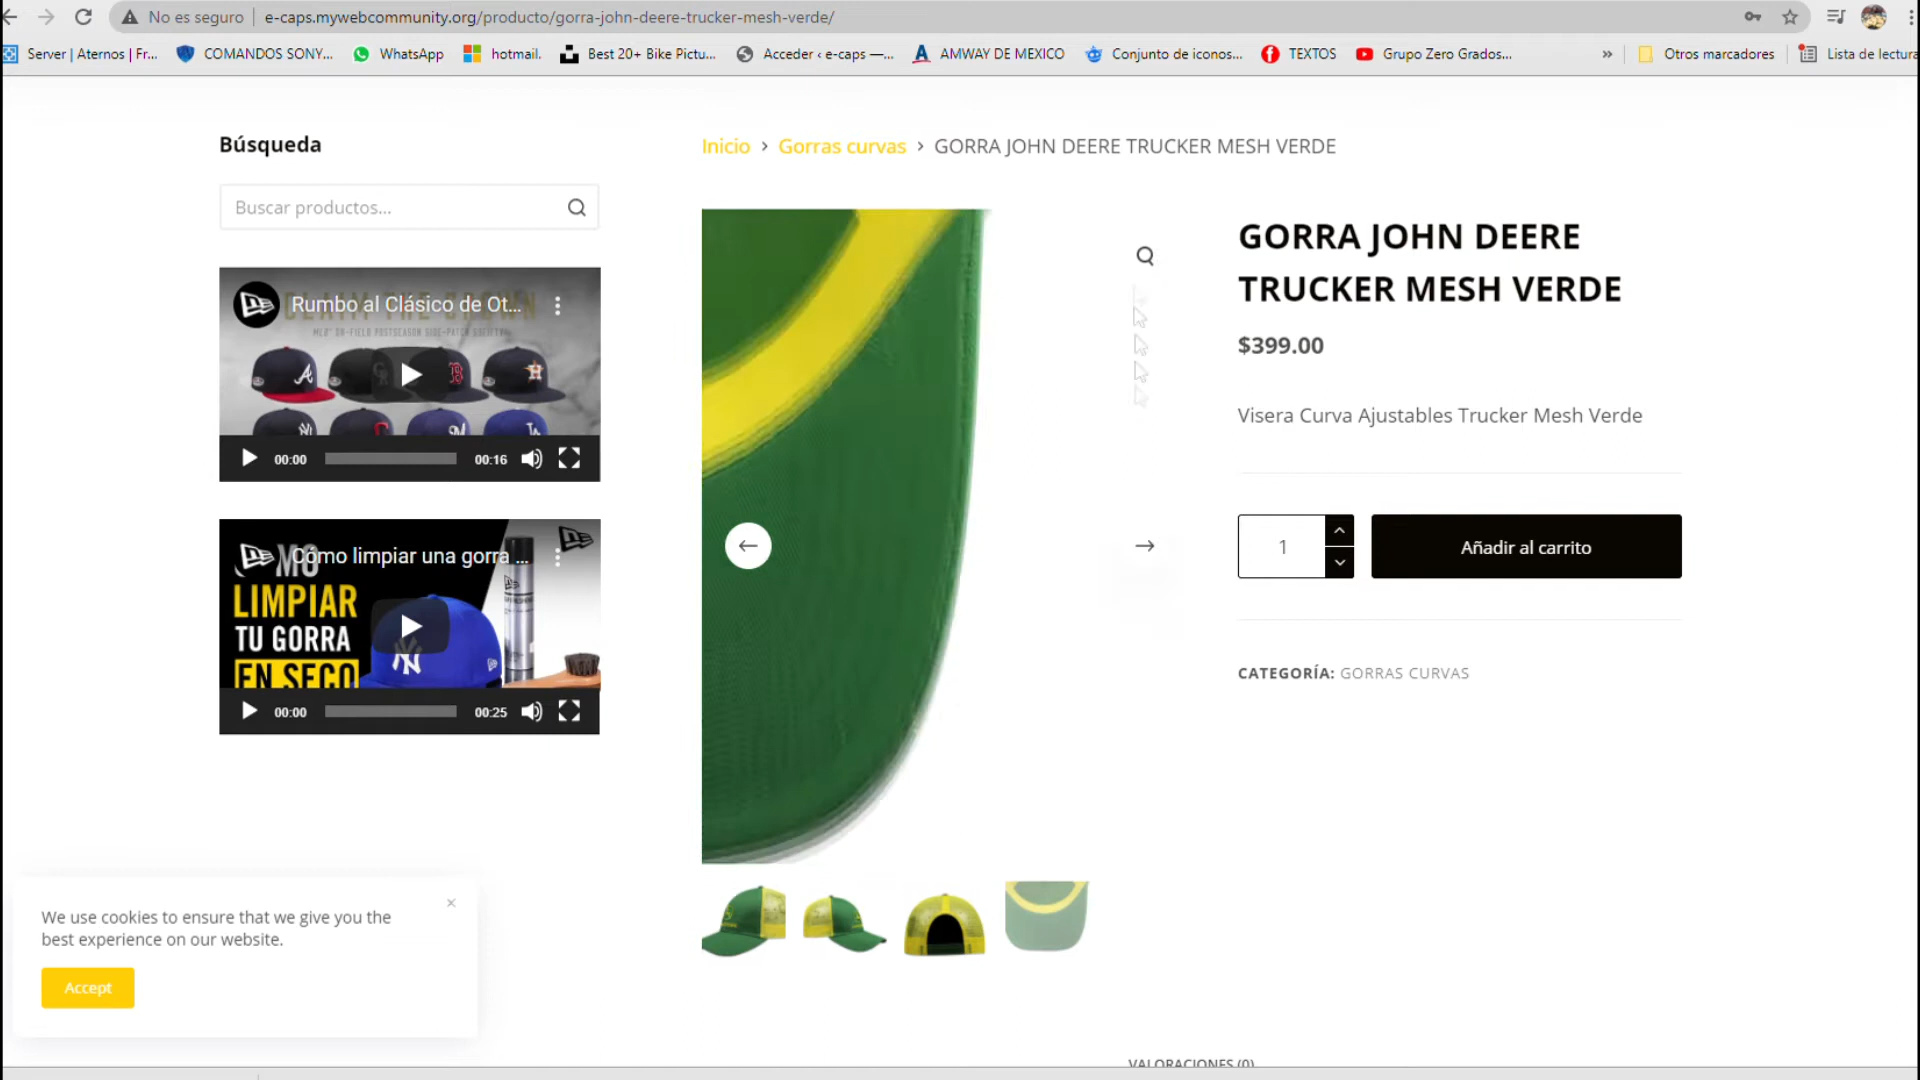 No es seguro
e-caps.mywebcommunity.org/producto/gorra-john-deere-trucker-mesh-verde/
Server | Aternos | Fr...
COMANDOS SONY...
WhatsApp
hotmail.
Best 20+ Bike Pictu...
Acceder ‹ e-caps —...
AMWAY DE MEXICO
Conjunto de iconos...
TEXTOS
Grupo Zero Grados...
»
Otros marcadores
Lista de lectura
Búsqueda
Buscar productos...
Rumbo al Clásico de Ot...
00:00
00:16
Cómo limpiar una gorra ...
LIMPIAR
TU GORRA
EN SECO
00:00
00:25
Inicio › Gorras curvas › GORRA JOHN DEERE TRUCKER MESH VERDE
GORRA JOHN DEERE
TRUCKER MESH VERDE
$399.00
Visera Curva Ajustables Trucker Mesh Verde
1
Añadir al carrito
CATEGORÍA: GORRAS CURVAS
We use cookies to ensure that we give you the
best experience on our website.
Accept
VALORACIONES (0)